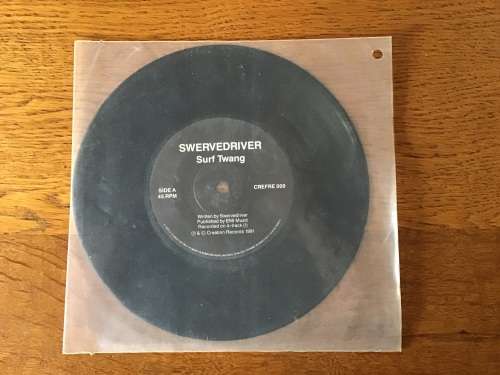 SWERVEDRIVER
Surf Twang
SIDE A
45 RPM
CREFRE 009
Written by Swervedriver
Published by EMI Music
Recorded on 4-track
Ⓟ & © Creation Records 1991